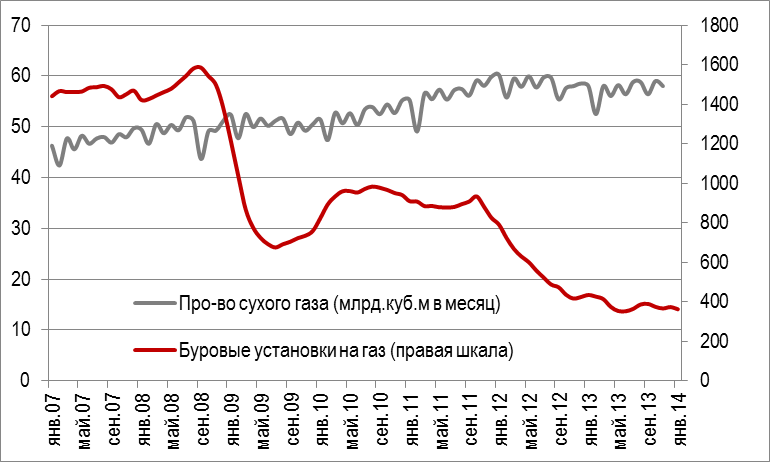 70
60
50
40
30
20
10
0
1800
1600
1400
1200
1000
800
600
400
200
0
Про-во сухого газа (млрд.куб.м в месяц)
Буровые установки на газ (правая шкала)
янв.07
май.07
сен.07
янв.08
май.08
сен.08
янв.09
май.09
сен.09
янв.10
май.10
сен.10
янв.11
май.11
сен.11
янв.12
май.12
сен.12
янв.13
май.13
сен.13
янв.14